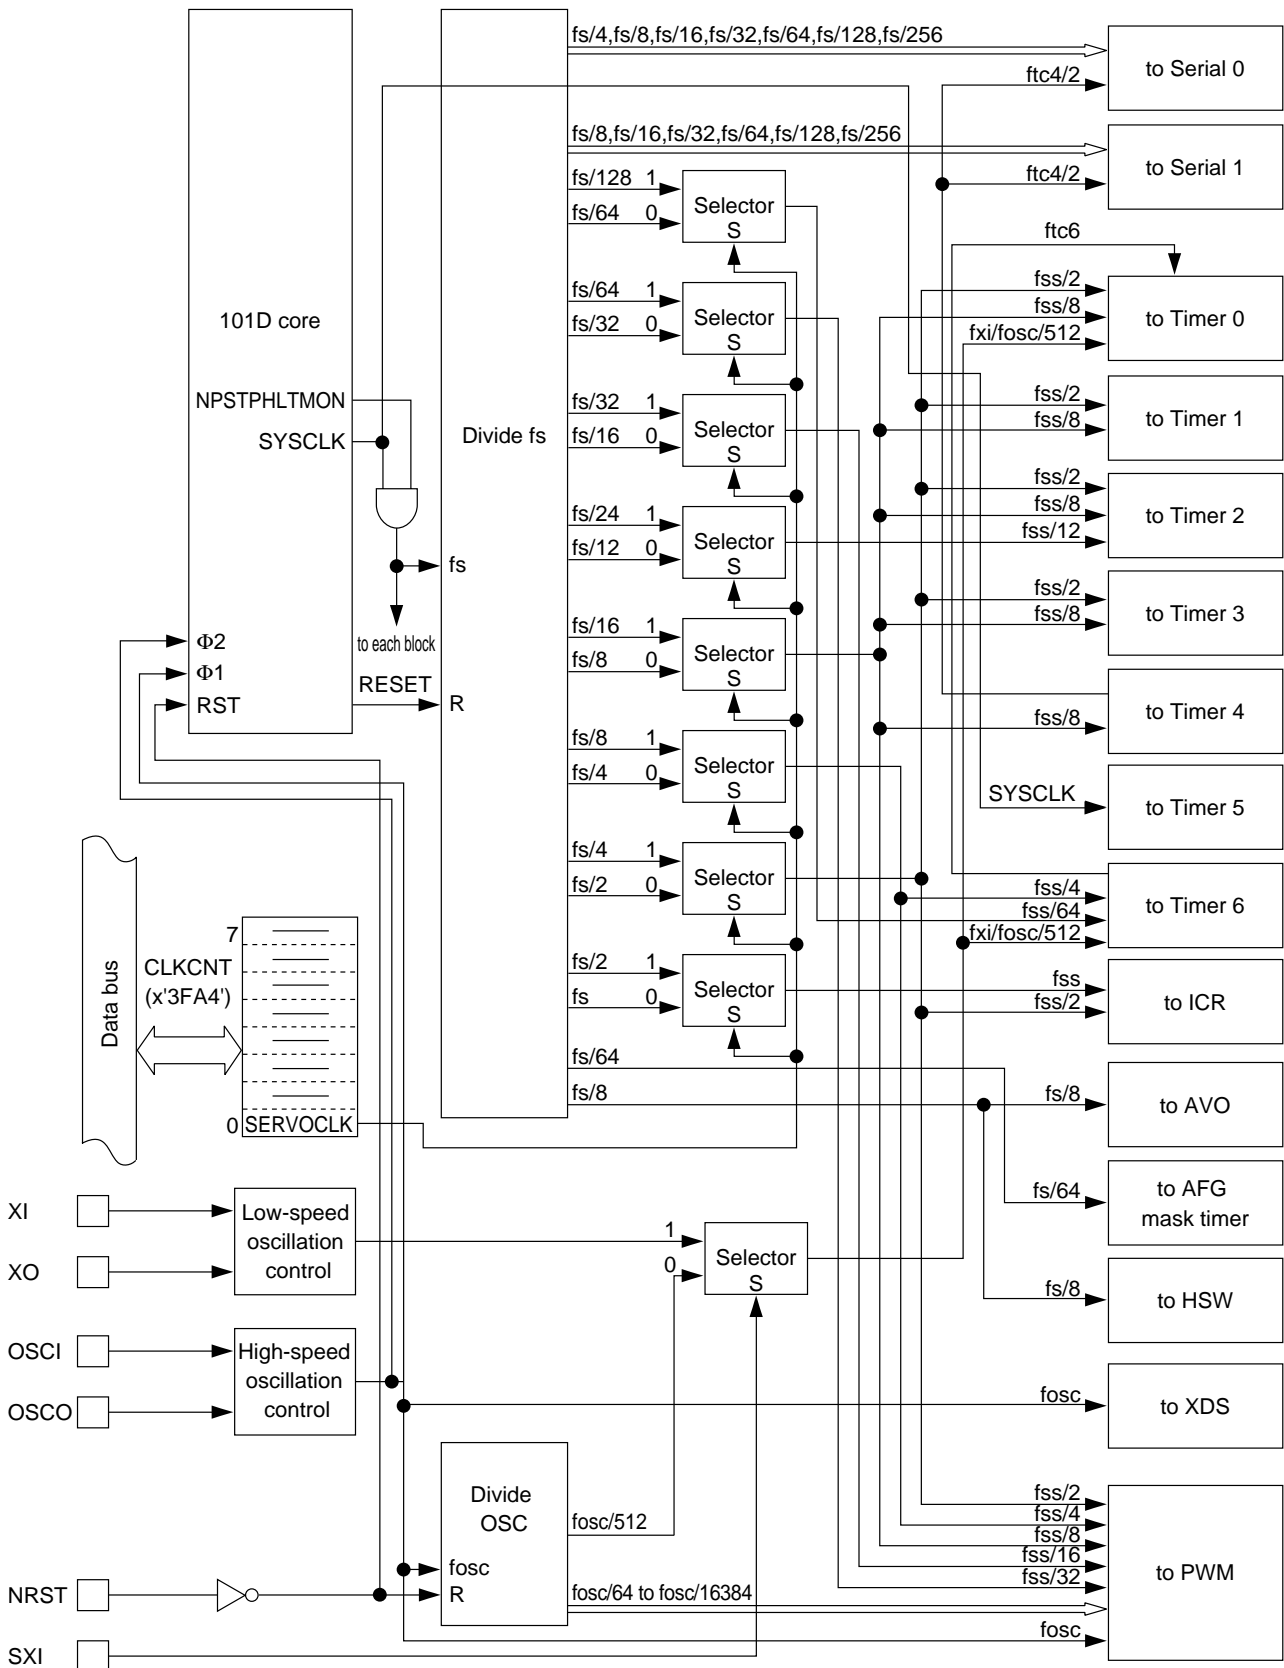 fs/4,fs/8,fs/16,fs/32,fs/64,fs/128,fs/256
to Serial 0
ftc4/2
fs/8,fs/16,fs/32,fs/64,fs/128,fs/256
to Serial 1
ftc4/2
fs/128 1
fs/64 0
Selector
S
ftc6
fs/64 1
fs/32 0
Selector
S
fss/2
fss/8
fxi/fosc/512
to Timer 0
101D core
NPSTPHLTMON
SYSCLK
Divide fs
fs/32 1
fs/16 0
Selector
S
fss/2
fss/8
to Timer 1
fs/24 1
fs/12 0
Selector
S
fss/2
fss/8
fss/12
to Timer 2
fs
to each block
fs/16 1
fs/8 0
Selector
S
fss/2
fss/8
to Timer 3
Φ2
Φ1
RST
RESET
R
fss/8
to Timer 4
fs/8 1
fs/4 0
Selector
S
SYSCLK
to Timer 5
fs/4 1
fs/2 0
Selector
S
fss/4
fss/64
fxi/fosc/512
to Timer 6
Data bus
7
CLKCNT
(x'3FA4')
0 SERVOCLK
fs/2 1
fs 0
Selector
S
fss
fss/2
to ICR
fs/64
fs/8
fs/8
to AVO
fs/64
to AFG
mask timer
XI
XO
Low-speed
oscillation
control
1
0
Selector
S
fs/8
to HSW
OSCI
OSCO
High-speed
oscillation
control
fosc
to XDS
Divide
OSC
fosc/512
fosc
R
fosc/64 to fosc/16384
fss/2
fss/4
fss/8
fss/16
fss/32
fosc
to PWM
NRST
SXI